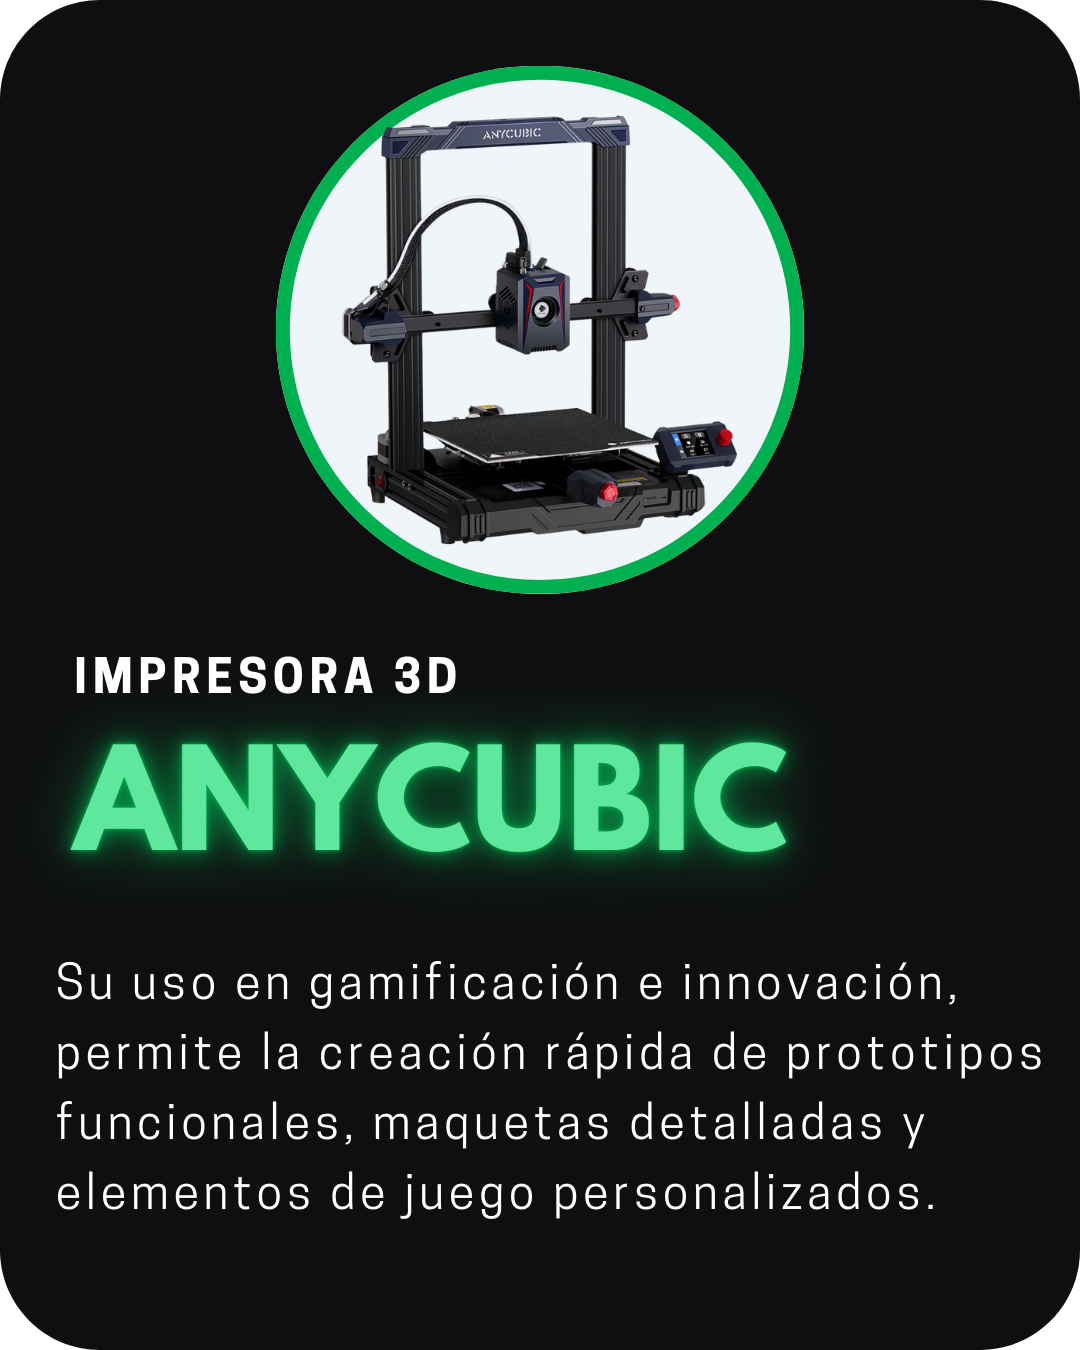 ANYCUBIC
IMPRESORA 3D
ANYCUBIC
Su uso en gamificación e innovación,
permite la creación rápida de prototipos
funcionales, maquetas detalladas y
elementos de juego personalizados.